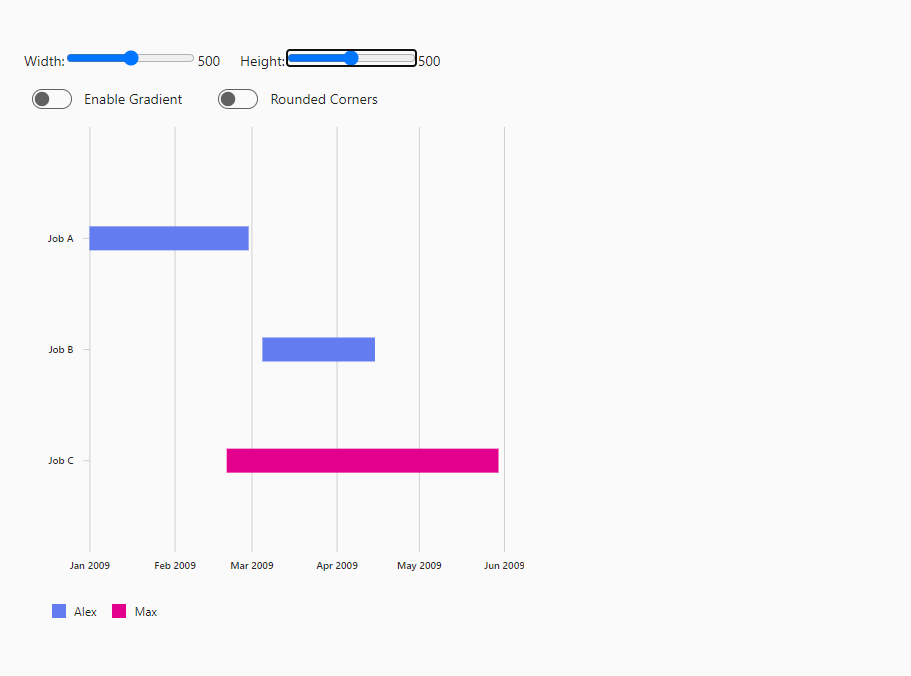 Width: 500 Height: 500
Enable Gradient Rounded Corners
Job A
Job B
Job C
Jan 2009 Feb 2009 Mar 2009 Apr 2009 May 2009 Jun 2009
Alex Max